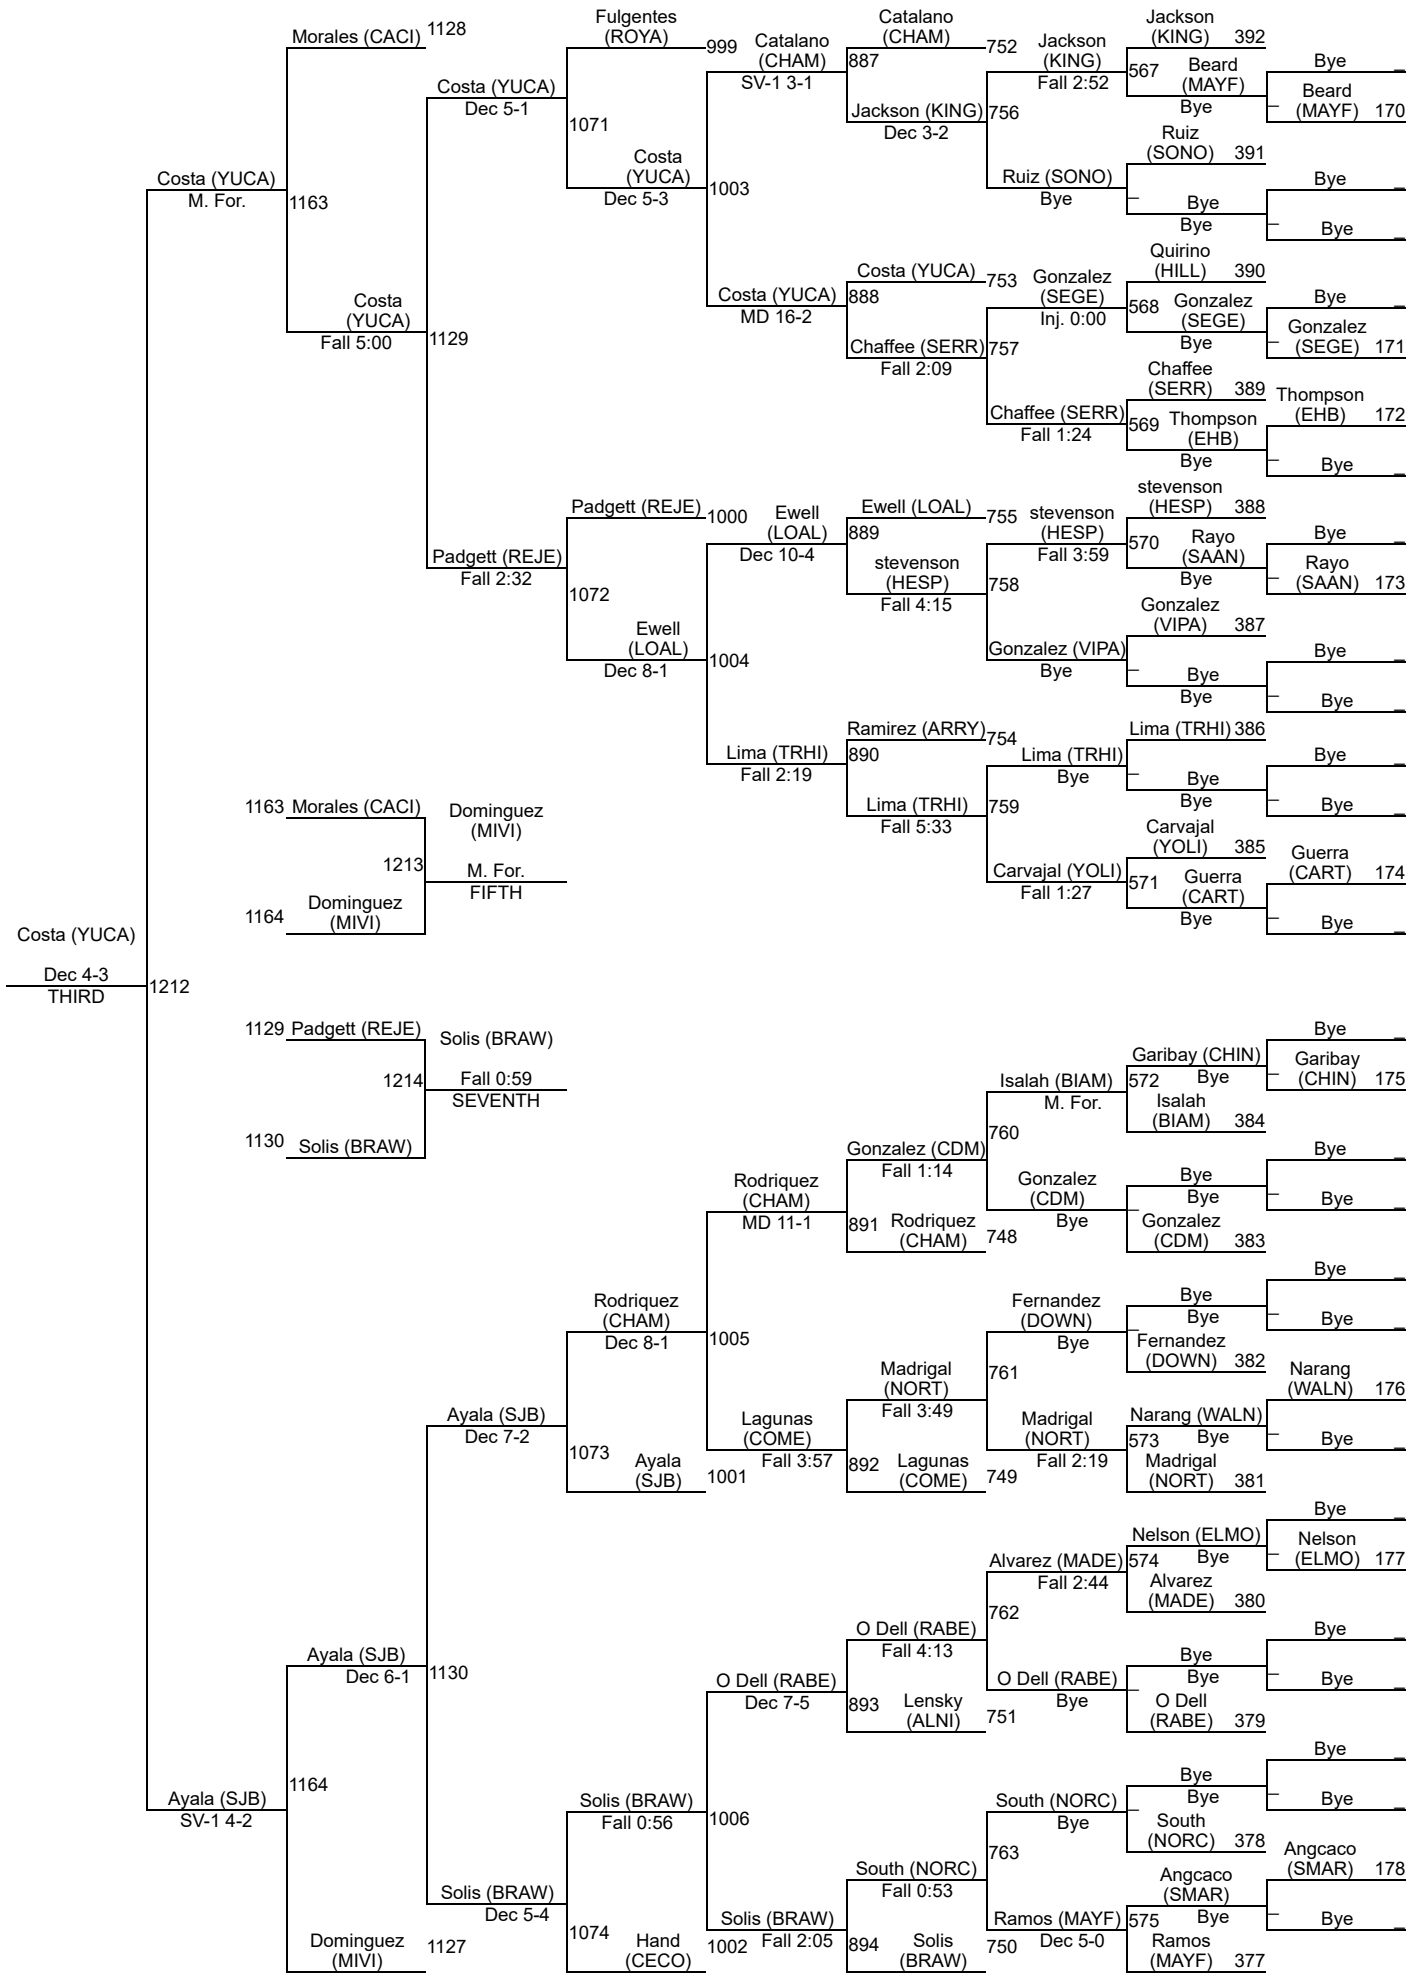 Fulgentes
(ROYA)
Catalano
(CHAM)
Jackson
(KING) 392
Morales (CACI) 1128
999 Catalano
(CHAM)
SV-1 3-1
887
752 Jackson
(KING)
Fall 2:52
567 Beard
(MAYF)
Bye
Bye _
_ Beard
(MAYF) 170
Costa (YUCA)
Dec 5-1
1071
Jackson (KING)
Dec 3-2
756
Ruiz
(SONO) 391
Costa
(YUCA)
Dec 5-3
1003
Ruiz (SONO)
Bye
_ Bye
Bye
Bye _
_ Bye _
Costa (YUCA)
M. For.
1163
Quirino
(HILL) 390
Costa (YUCA) 753
Gonzalez
(SEGE)
Inj. 0:00
568 Gonzalez
(SEGE)
Bye
Bye _
_ Gonzalez
(SEGE) 171
Costa (YUCA)
MD 16-2
888
Costa
(YUCA)
Fall 5:00
1129
Chaffee (SERR)
Fall 2:09
757
Chaffee
(SERR) 389
Thompson
(EHB) 172
Chaffee (SERR)
Fall 1:24
569 Thompson
(EHB)
Bye
_ Bye _
stevenson
(HESP) 388
Padgett (REJE) 1000
Ewell
(LOAL)
Dec 10-4
Ewell (LOAL) 755
889
stevenson
(HESP)
Fall 3:59
570 Rayo
(SAAN)
Bye
Bye _
_ Rayo
(SAAN) 173
Padgett (REJE)
Fall 2:32
1072
stevenson
(HESP)
Fall 4:15
758
Gonzalez
(VIPA) 387
Ewell
(LOAL)
Dec 8-1
1004
Gonzalez (VIPA)
Bye
_ Bye
Bye
Bye _
_ Bye _
Ramirez (ARRY) 754
Lima (TRHI) 386
Lima (TRHI)
Fall 2:19
890
Lima (TRHI)
Bye
_ Bye
Bye
Bye _
_ Bye _
Lima (TRHI)
Fall 5:33
759
Carvajal
(YOLI) 385
Guerra
(CART) 174
Carvajal (YOLI)
Fall 1:27
571 Guerra
(CART)
Bye
_ Bye _
1163 Morales (CACI)
Dominguez
(MIVI)
1213
M. For.
FIFTH
1164 Dominguez
(MIVI)
Costa (YUCA)
Dec 4-3
THIRD
1212
1129 Padgett (REJE)
Solis (BRAW)
1214
Fall 0:59
SEVENTH
1130 Solis (BRAW)
Bye _
Garibay (CHIN)
Bye
_ Garibay
(CHIN) 175
Isalah (BIAM)
M. For.
572
Isalah
(BIAM) 384
760
Gonzalez (CDM)
Fall 1:14
Gonzalez
(CDM)
Bye
Bye
Bye
_
Bye _
_ Bye _
Gonzalez
(CDM) 383
Rodriquez
(CHAM)
MD 11-1
891 Rodriquez
(CHAM) 748
Rodriquez
(CHAM)
Dec 8-1
1005
Fernandez
(DOWN)
Bye
Bye
Bye
_
Bye _
_ Bye _
Fernandez
(DOWN) 382
761
Madrigal
(NORT)
Fall 3:49
Narang
(WALN) 176
Ayala (SJB)
Dec 7-2
1073
Lagunas
(COME)
Fall 3:57
892 Lagunas
(COME) 749
Madrigal
(NORT)
Fall 2:19
Narang (WALN)
Bye
573
Madrigal
(NORT) 381
_ Bye _
Ayala
(SJB) 1001
Bye _
Nelson (ELMO)
Bye
_ Nelson
(ELMO) 177
Alvarez (MADE)
Fall 2:44
574
Alvarez
(MADE) 380
762
O Dell (RABE)
Fall 4:13
Ayala (SJB)
Dec 6-1
1130
O Dell (RABE)
Bye
Bye
Bye
_
Bye _
_ Bye _
O Dell
(RABE) 379
O Dell (RABE)
Dec 7-5
893 Lensky
(ALNI) 751
1164
Ayala (SJB)
SV-1 4-2
Solis (BRAW)
Fall 0:56
1006
South (NORC)
Bye
Bye
Bye
_
Bye _
_ Bye _
South
(NORC) 378
763
South (NORC)
Fall 0:53
Angcaco
(SMAR) 178
Angcaco
(SMAR)
Bye
_ Bye _
Solis (BRAW)
Dec 5-4
1074
Solis (BRAW)
Fall 2:05
894 Solis
(BRAW) 750
Ramos (MAYF)
Dec 5-0
575
Ramos
(MAYF) 377
Dominguez
(MIVI) 1127
Hand
(CECO) 1002